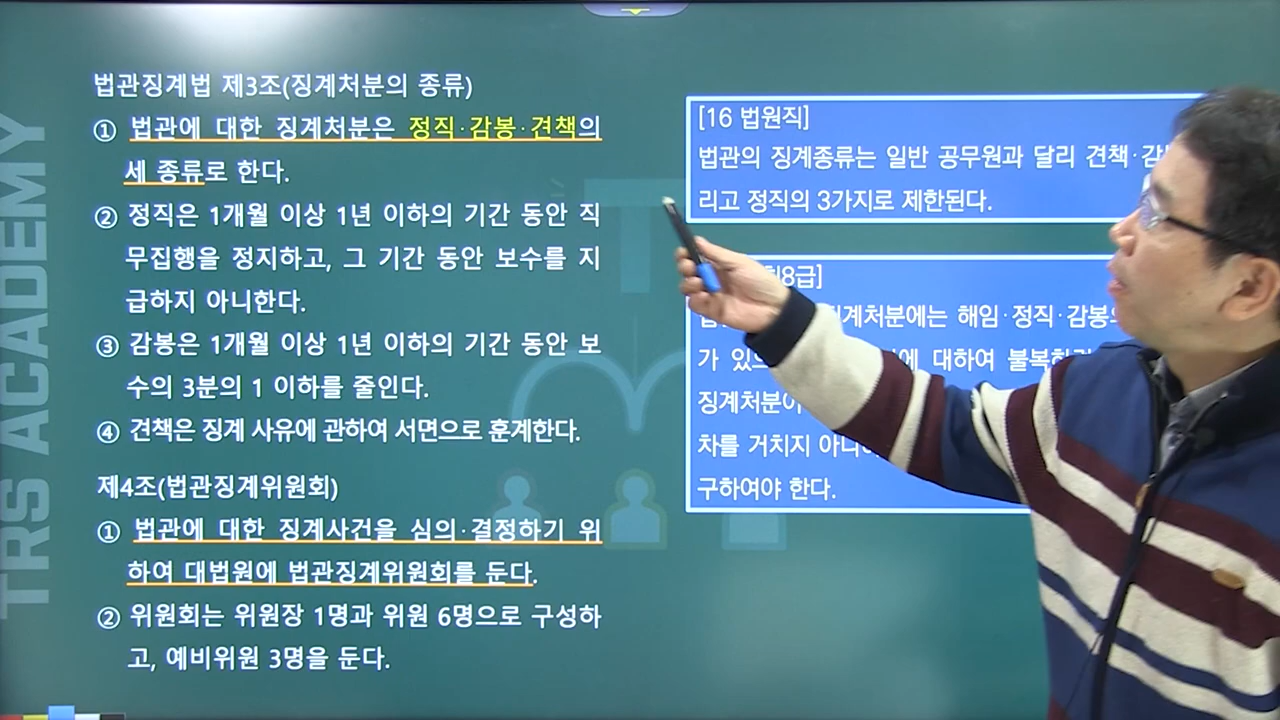 TRS ACADEMY
법관징계법 제3조(징계처분의 종류)
① 법관에 대한 징계처분은 정직·감봉·견책의
세 종류로 한다.
② 정직은 1개월 이상 1년 이하의 기간 동안 직
무집행을 정지하고, 그 기간 동안 보수를 지
급하지 아니한다.
③ 감봉은 1개월 이상 1년 이하의 기간 동안 보
수의 3분의 1 이하를 줄인다.
④ 견책은 징계 사유에 관하여 서면으로 훈계한다.
제4조(법관징계위원회)
① 법관에 대한 징계사건을 심의·결정하기 위
하여 대법원에 법관징계위원회를 둔다.
② 위원회는 위원장 1명과 위원 6명으로 구성하
고, 예비위원 3명을 둔다.
[16 법원직]
법관의 징계종류는 일반 공무원과 달리 견책·감
리고 정직의 3가지로 제한된다.
8급]
징계처분에는 해임·정직·감봉
가 대하여
징계처분이
차를 거치지
구하여야 한다.